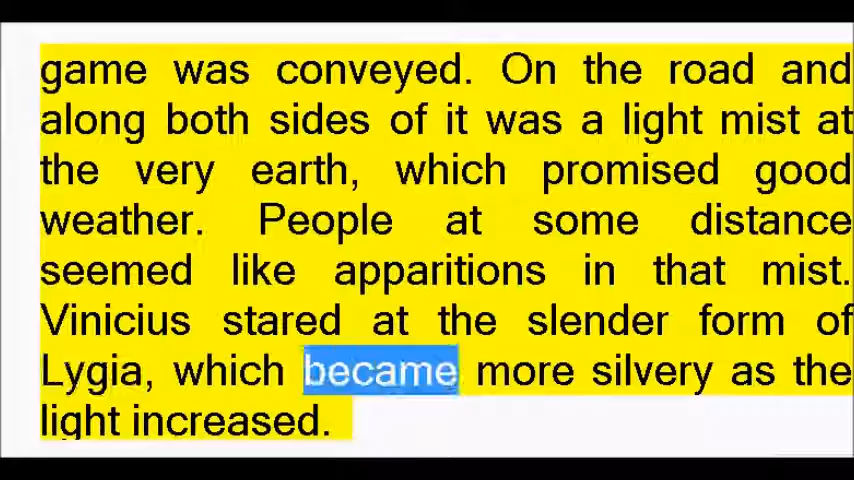 game was conveyed. On the road and
along both sides of it was a light mist at
the very earth, which promised good
weather. People at some distance
seemed like apparitions in that mist.
Vinicius stared at the slender form of
Lygia, which became more silvery as the
light increased.